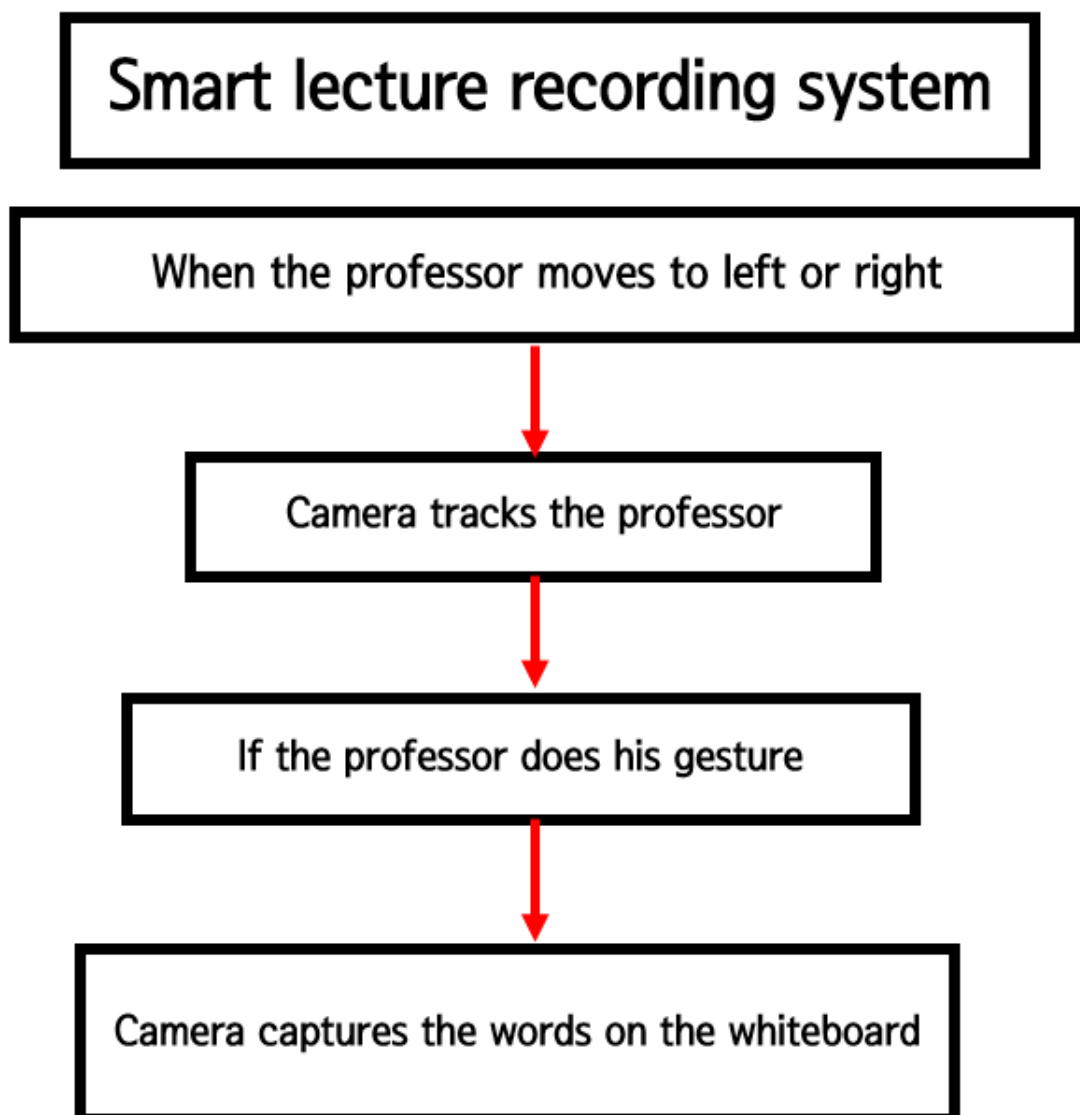 Smart lecture recording system
When the professor moves to left or right
Camera tracks the professor
If the professor does his gesture
Camera captures the words on the whiteboard